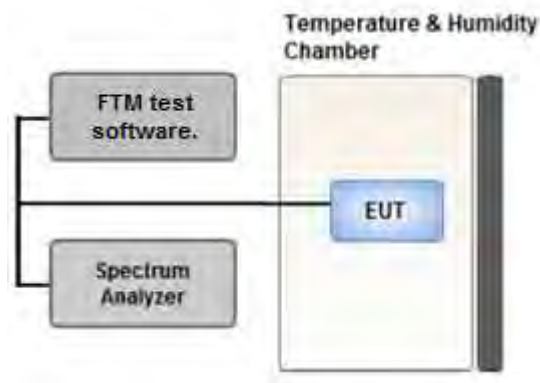 Temperature & Humidity
Chamber
FTM test
software.
EUT
Spectrum
Analyzer